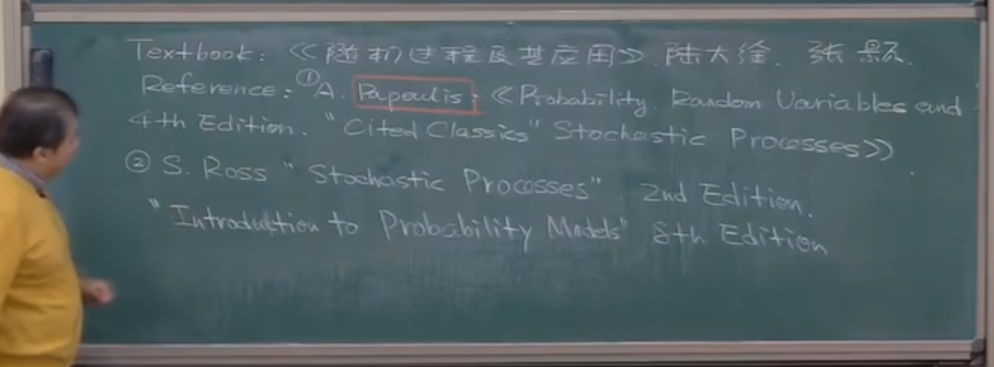 Textbook: 《随机过程及其应用》. 陆大絟. 张颢.
Reference: ① A. Papoulis: 《Probability. Random Variables and
4th Edition. "Cited Classics" Stochastic Processes》
② S. Ross "Stochastic Processes". 2nd Edition.
"Introduction to Probability Models" 8th Edition